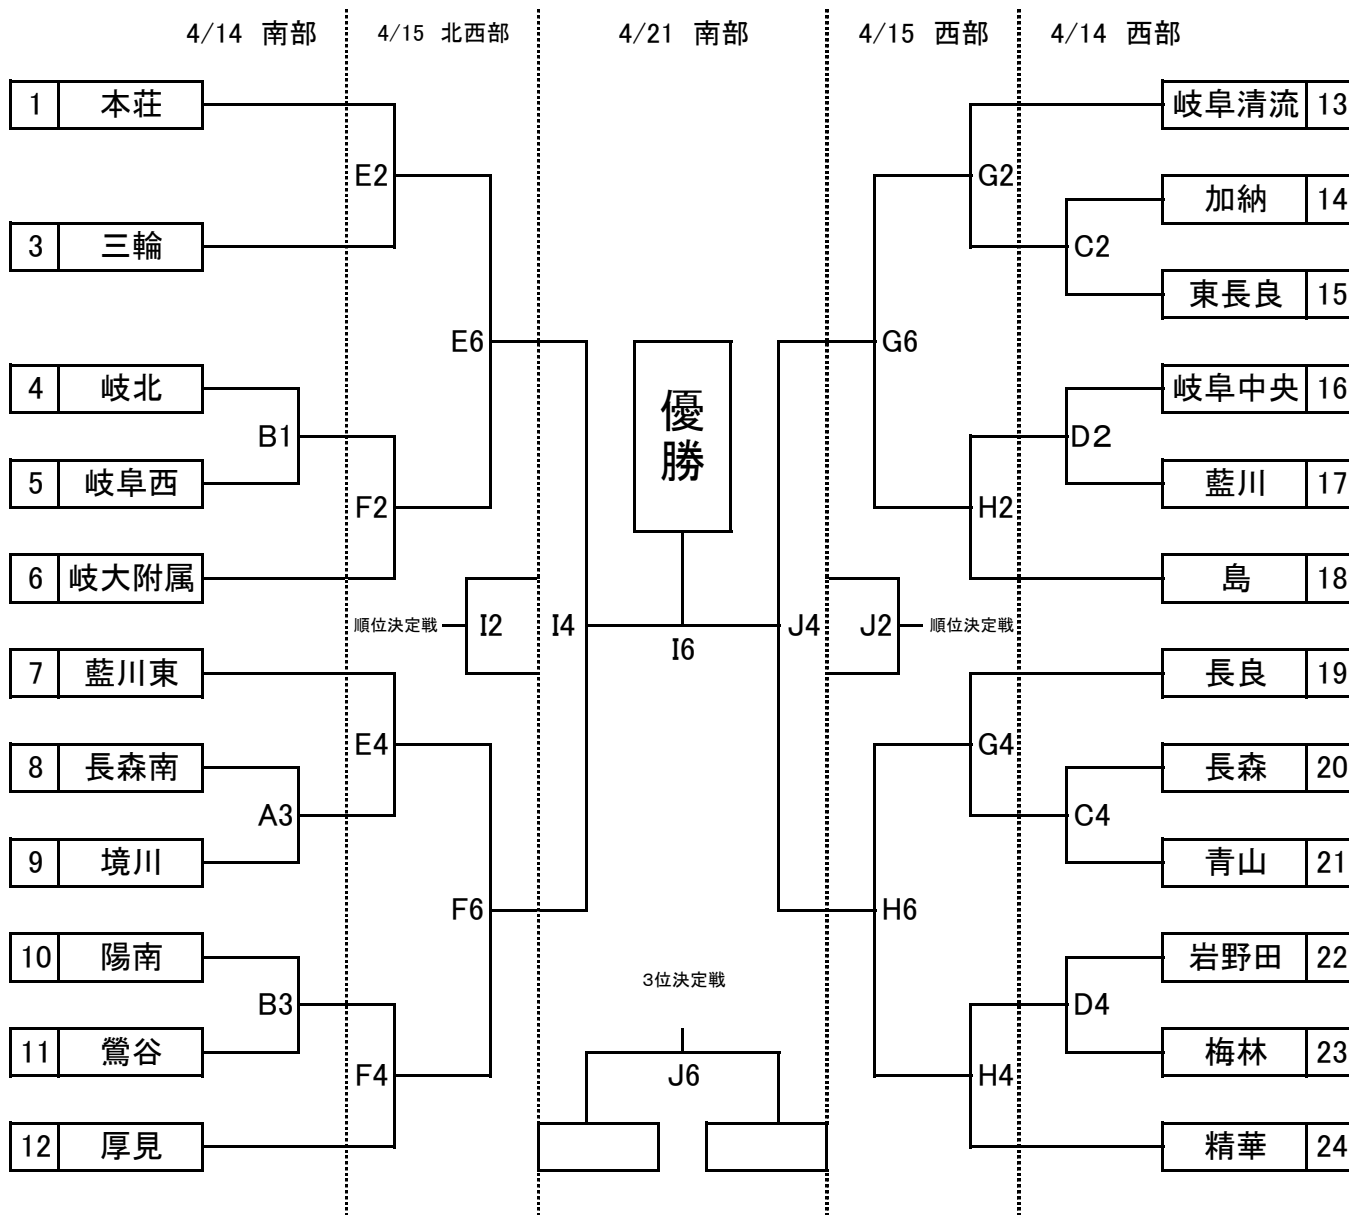 4/14 南部 4/15 北西部 4/21 南部 4/15 西部 4/14 西部
1 本荘 岐阜清流 13
E2 G2
加納 14
3 三輪 C2
東長良 15
E6 G6
4 岐北 岐阜中央 16
優勝
B1 D2
5 岐阜西 藍川 17
F2 H2
6 岐大附属 島 18
順位決定戦 I2 I4 I6 J4 J2 順位決定戦
7 藍川東 長良 19
E4 G4
8 長森南 長森 20
A3 C4
9 境川 青山 21
F6 H6
10 陽南 岩野田 22
3位決定戦
B3 D4
11 鶯谷 梅林 23
F4 J6 H4
12 厚見 精華 24